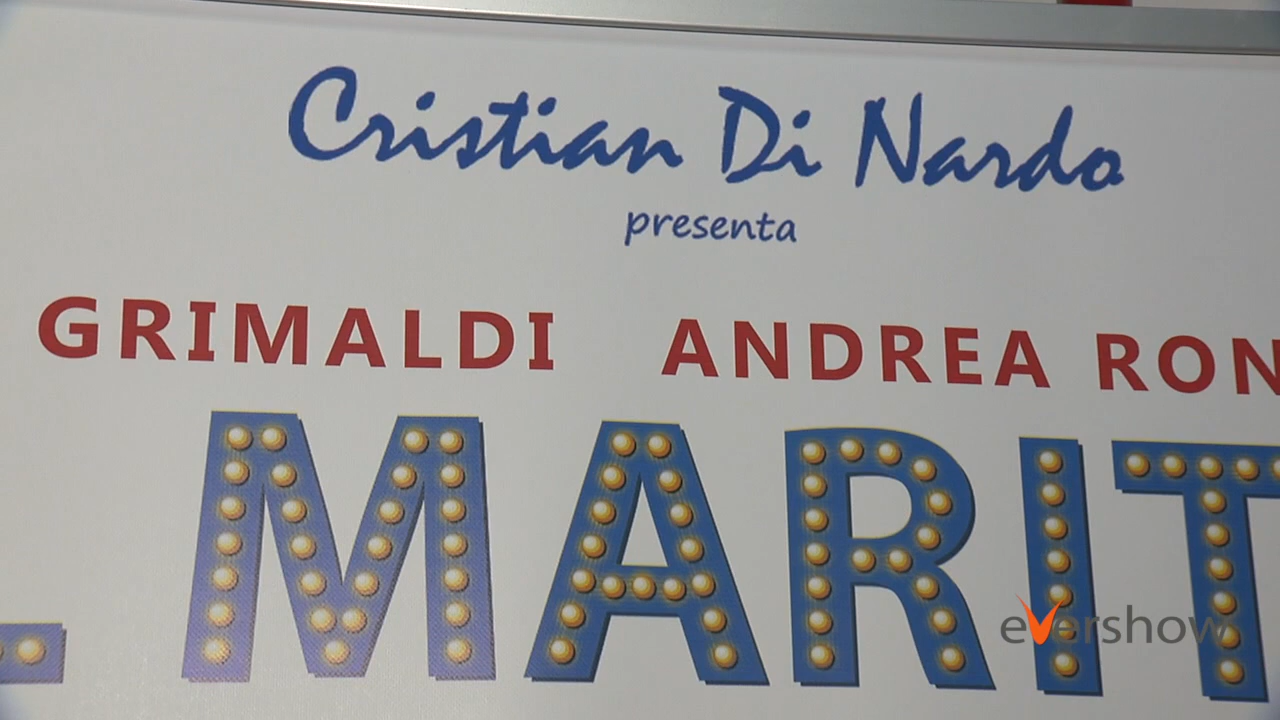 Cristian Di Nardo
presenta
GRIMALDI ANDREA RON
L MARIT
evershow